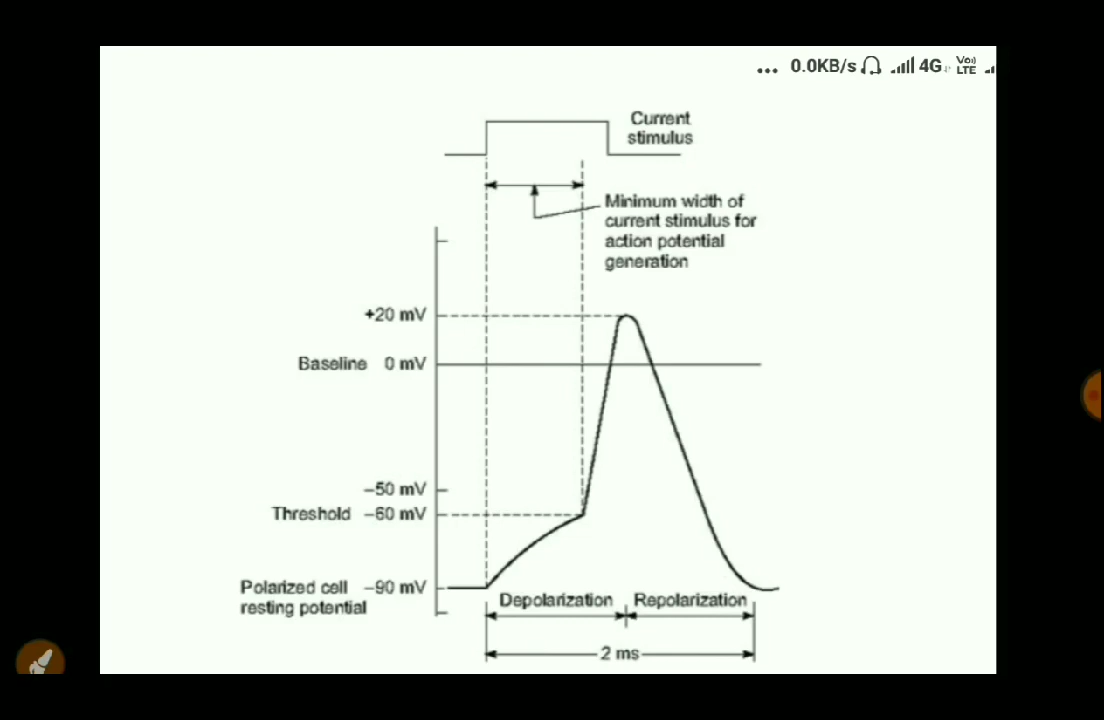 ... 0.0KB/s 4G VoLTE
Current
stimulus
Minimum width of
current stimulus for
action potential
generation
+20 mV
Baseline 0 mV
−50 mV
Threshold −60 mV
Polarized cell −90 mV
resting potential
Depolarization Repolarization
2 ms